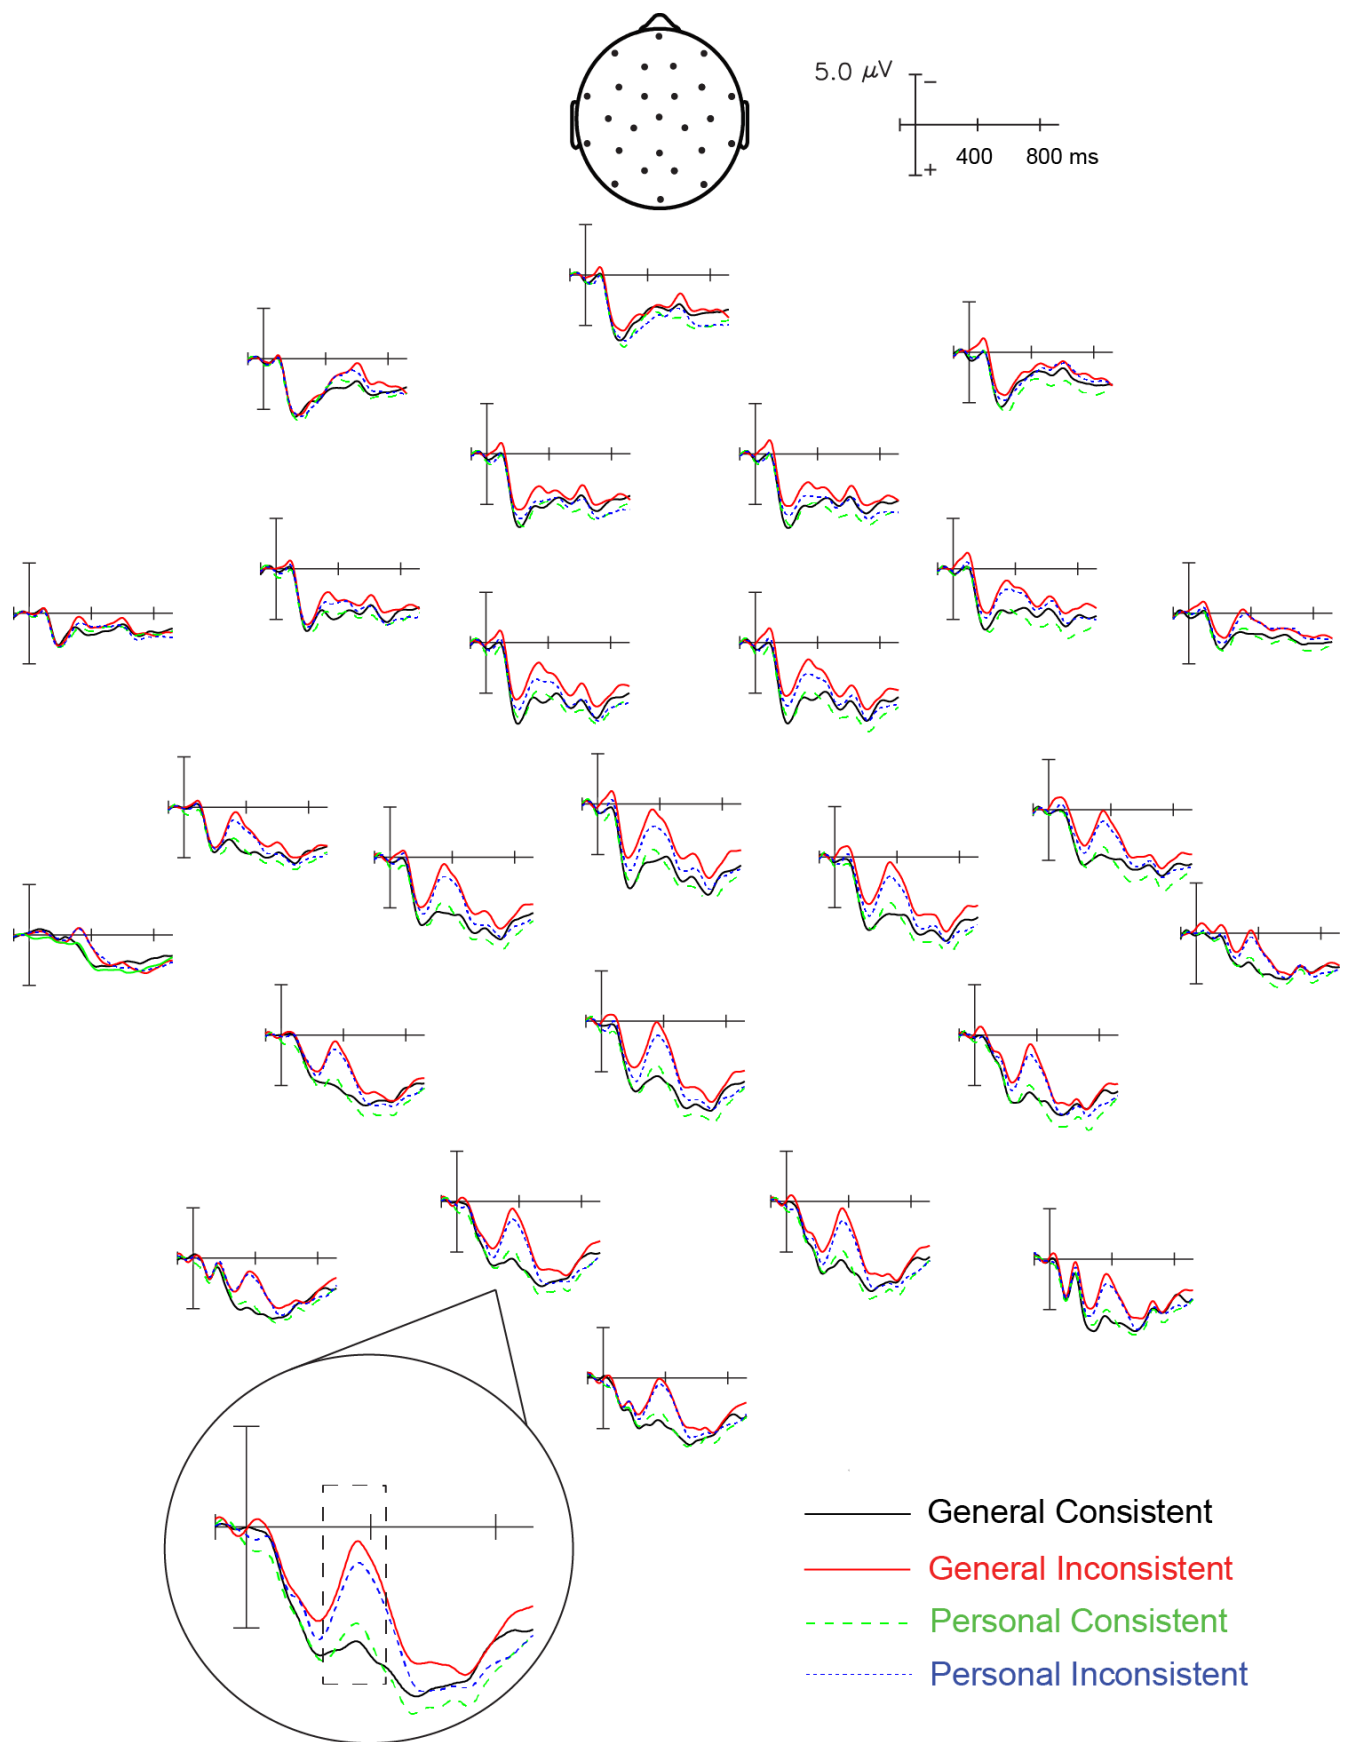 5.0 μV
−
400 800 ms
+
General Consistent
General Inconsistent
Personal Consistent
Personal Inconsistent